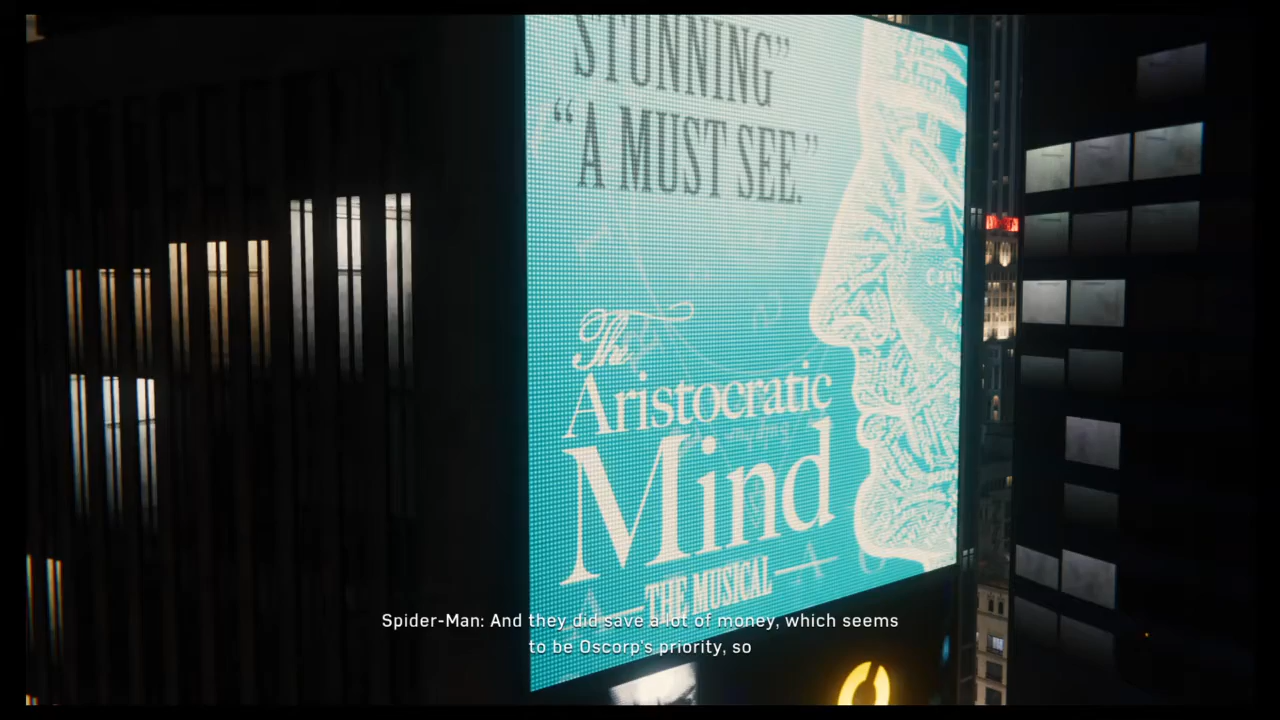 STUNNING”
“A MUST SEE.”
The
Aristocratic
Mind
THE MUSICAL
Spider-Man: And they did save a lot of money, which seems
to be Oscorp's priority, so